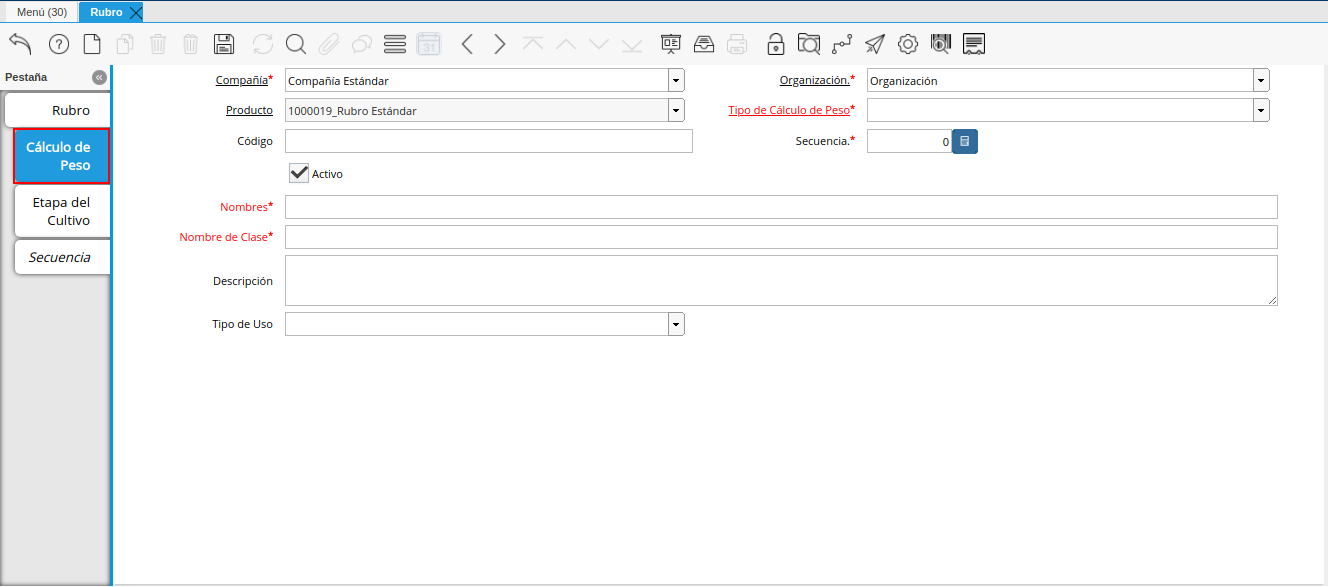 Menú (30) Rubro
31
Pestaña
Rubro
Cálculo de
Peso
Etapa del
Cultivo
Secuencia
Compañía* Compañía Estándar Organización.* Organización
Producto 1000019_Rubro Estándar Tipo de Cálculo de Peso*
Código Secuencia.* 0
Activo
Nombres*
Nombre de Clase*
Descripción
Tipo de Uso